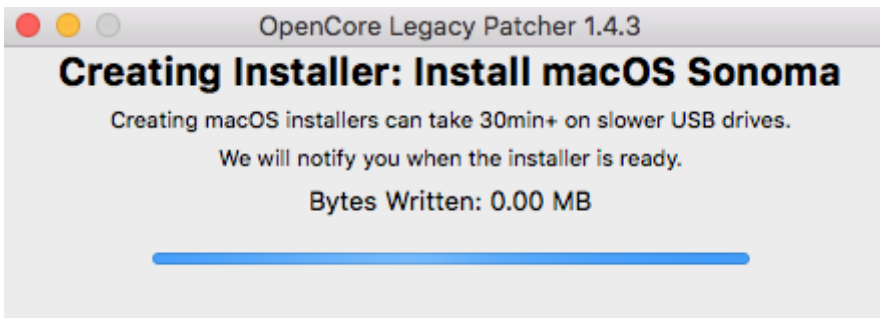 OpenCore Legacy Patcher 1.4.3
Creating Installer: Install macOS Sonoma
Creating macOS installers can take 30min+ on slower USB drives.
We will notify you when the installer is ready.
Bytes Written: 0.00 MB